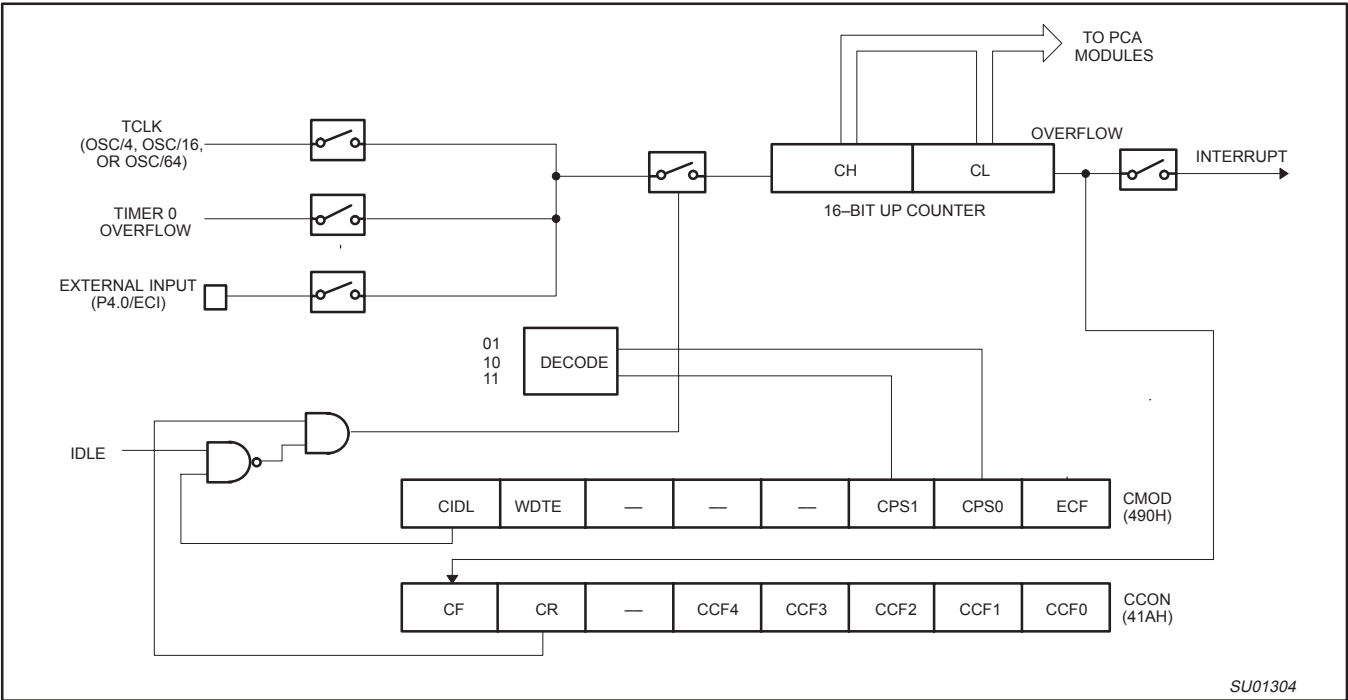 TO PCA
MODULES
TCLK
(OSC/4, OSC/16,
OR OSC/64)
OVERFLOW
INTERRUPT
CH
CL
16–BIT UP COUNTER
TIMER 0
OVERFLOW
EXTERNAL INPUT
(P4.0/ECI)
01
10
11
DECODE
IDLE
CIDL WDTE — — — CPS1 CPS0 ECF
CMOD
(490H)
CF CR — CCF4 CCF3 CCF2 CCF1 CCF0
CCON
(41AH)
SU01304